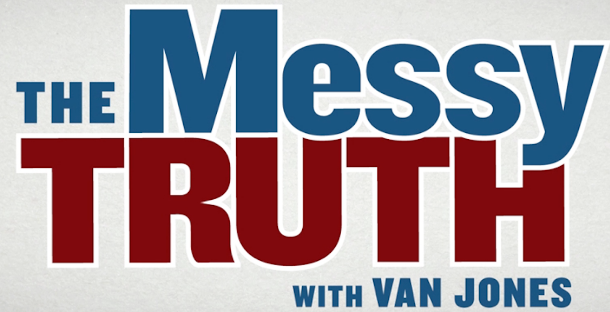 THE Messy
TRUTH
WITH VAN JONES